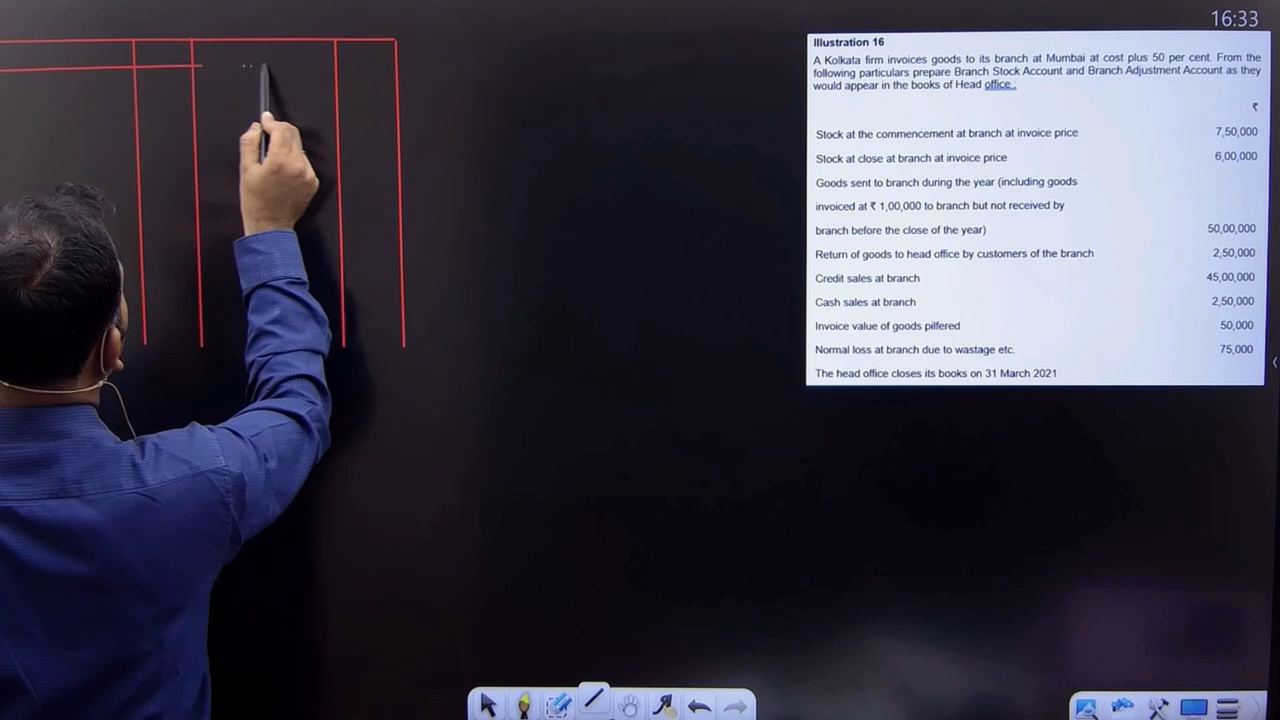 16:33
Illustration 16
A Kolkata firm invoices goods to its branch at Mumbai at cost plus 50 per cent. From the
following particulars prepare Branch Stock Account and Branch Adjustment Account as they
would appear in the books of Head office.:
₹
Stock at the commencement at branch at invoice price 7,50,000
Stock at close at branch at invoice price 6,00,000
Goods sent to branch during the year (including goods
invoiced at ₹ 1,00,000 to branch but not received by
branch before the close of the year) 50,00,000
Return of goods to head office by customers of the branch 2,50,000
Credit sales at branch 45,00,000
Cash sales at branch 2,50,000
Invoice value of goods pilfered 50,000
Normal loss at branch due to wastage etc. 75,000
The head office closes its books on 31 March 2021